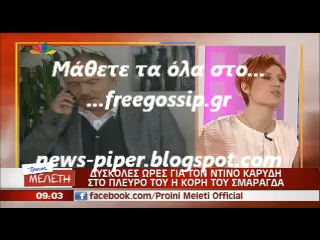 Μάθετε τα όλα στο...
...freegossip.gr
news-piper.blogspot.com
ΔΥΣΚΟΛΕΣ ΩΡΕΣ ΓΙΑ ΤΟΝ ΝΤΙΝΟ ΚΑΡΥΔΗ
ΣΤΟ ΠΛΕΥΡΟ ΤΟΥ Η ΚΟΡΗ ΤΟΥ ΣΜΑΡΑΓΔΑ
Πρωινή
ΜΕΛΕΤΗ
09:03
facebook.com/Proini Meleti Official